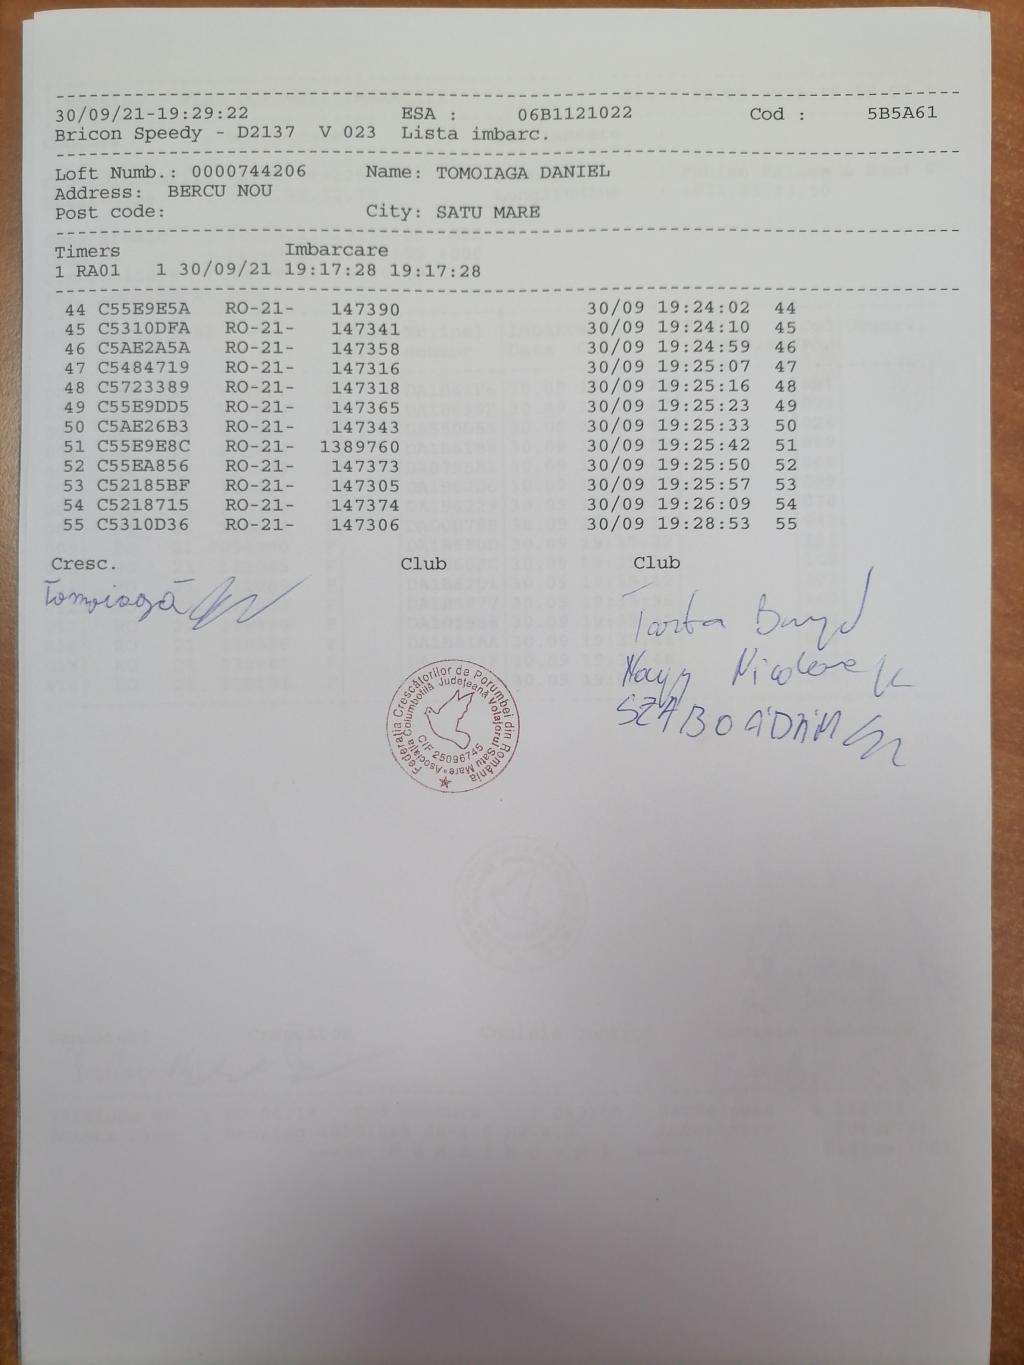 30/09/21-19:29:22 ESA : 06B1121022 Cod : 5B5A61
Bricon Speedy - D2137 V 023 Lista imbarc.
Loft Numb.: 0000744206 Name: TOMOIAGA DANIEL
Address: BERCU NOU
Post code: City: SATU MARE
Timers Imbarcare
1 RA01 1 30/09/21 19:17:28 19:17:28
44 C55E9E5A RO-21- 147390 30/09 19:24:02 44
45 C5310DFA RO-21- 147341 30/09 19:24:10 45
46 C5AE2A5A RO-21- 147358 30/09 19:24:59 46
47 C5484719 RO-21- 147316 30/09 19:25:07 47
48 C5723389 RO-21- 147318 30/09 19:25:16 48
49 C55E9DD5 RO-21- 147365 30/09 19:25:23 49
50 C5AE26B3 RO-21- 147343 30/09 19:25:33 50
51 C55E9E8C RO-21- 1389760 30/09 19:25:42 51
52 C55EA856 RO-21- 147373 30/09 19:25:50 52
53 C52185BF RO-21- 147305 30/09 19:25:57 53
54 C5218715 RO-21- 147374 30/09 19:26:09 54
55 C5310D36 RO-21- 147306 30/09 19:28:53 55
Cresc. Club Club
Tomoiagă
Nagy
SZABO ADAM
Federația Crescătorilor de Porumbei din România
Asociația Columbofilă Județeană Voiajorul Satu Mare
CIF 25096745